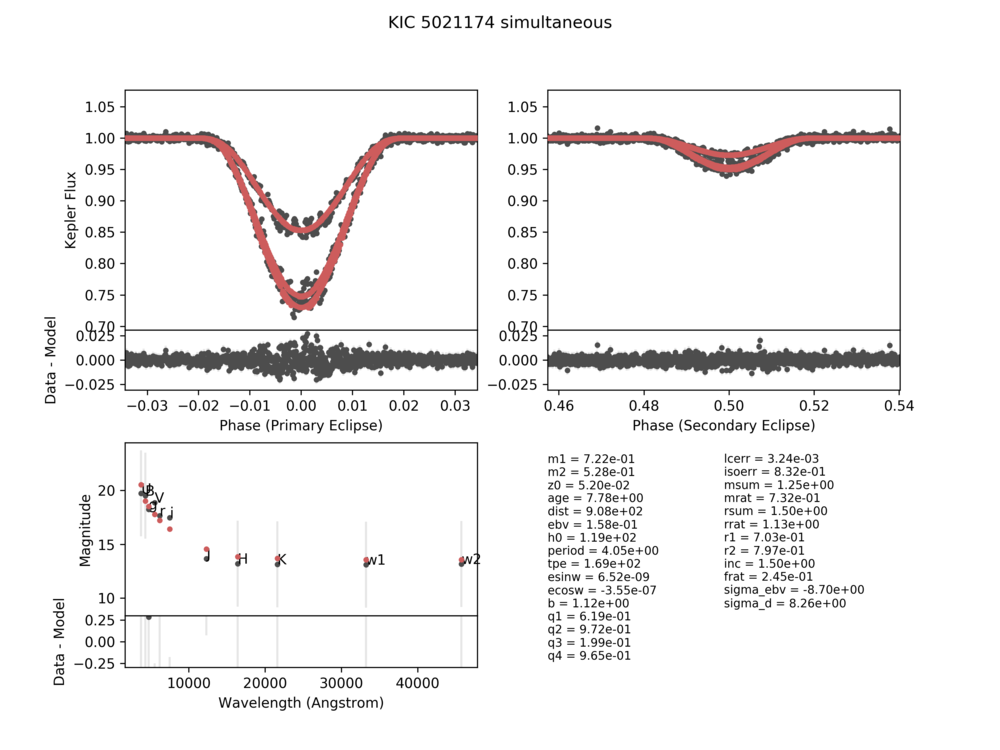 KIC 5021174 simultaneous
1.05
1.00
0.95
0.90
0.85
0.80
0.75
0.70
Kepler Flux
0.025
0.000
−0.025
Data - Model
−0.03 −0.02 −0.01 0.00 0.01 0.02 0.03
Phase (Primary Eclipse)
1.05
1.00
0.95
0.90
0.85
0.80
0.75
0.70
0.025
0.000
−0.025
0.46 0.48 0.50 0.52 0.54
Phase (Secondary Eclipse)
20
15
10
Magnitude
B
V
g
r
i
J
H
K
w1
w2
0.25
0.00
−0.25
Data - Model
10000 20000 30000 40000
Wavelength (Angstrom)
m1 = 7.22e-01
m2 = 5.28e-01
z0 = 5.20e-02
age = 7.78e+00
dist = 9.08e+02
ebv = 1.58e-01
h0 = 1.19e+02
period = 4.05e+00
tpe = 1.69e+02
esinw = 6.52e-09
ecosw = -3.55e-07
b = 1.12e+00
q1 = 6.19e-01
q2 = 9.72e-01
q3 = 1.99e-01
q4 = 9.65e-01
lcerr = 3.24e-03
isoerr = 8.32e-01
msum = 1.25e+00
mrat = 7.32e-01
rsum = 1.50e+00
rrat = 1.13e+00
r1 = 7.03e-01
r2 = 7.97e-01
inc = 1.50e+00
frat = 2.45e-01
sigma_ebv = -8.70e+00
sigma_d = 8.26e+00